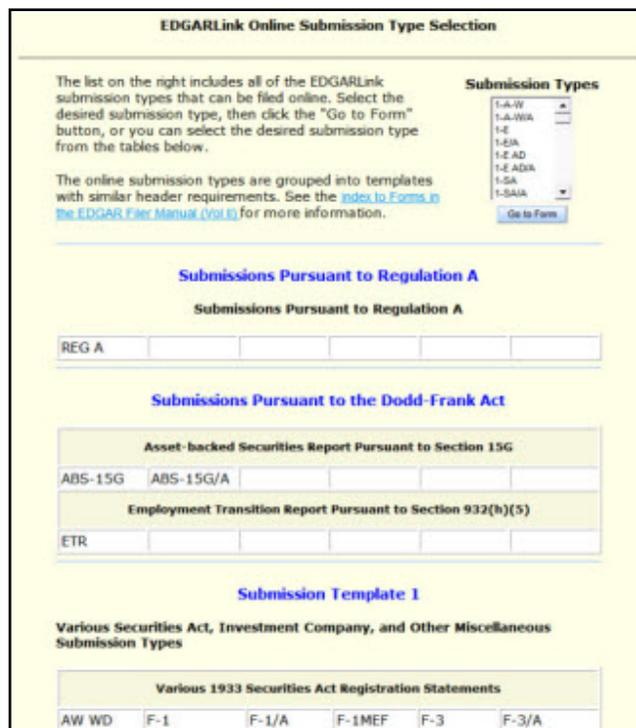 EDGARLink Online Submission Type Selection
The list on the right includes all of the EDGARLink
submission types that can be filed online. Select the
desired submission type, then click the "Go to Form"
button, or you can select the desired submission type
from the tables below.
The online submission types are grouped into templates
with similar header requirements. See the Index to Forms in
the EDGAR Filer Manual (Vol II) for more information.
Submission Types
1-A-W
1-A-W/A
1-E
1-E/A
1-E AD
1-E AD/A
1-SA
1-SA/A
Go to Form
Submissions Pursuant to Regulation A
Submissions Pursuant to Regulation A
REG A
Submissions Pursuant to the Dodd-Frank Act
Asset-backed Securities Report Pursuant to Section 15G
ABS-15G ABS-15G/A
Employment Transition Report Pursuant to Section 932(h)(5)
ETR
Submission Template 1
Various Securities Act, Investment Company, and Other Miscellaneous
Submission Types
Various 1933 Securities Act Registration Statements
AW WD F-1 F-1/A F-1MEF F-3 F-3/A